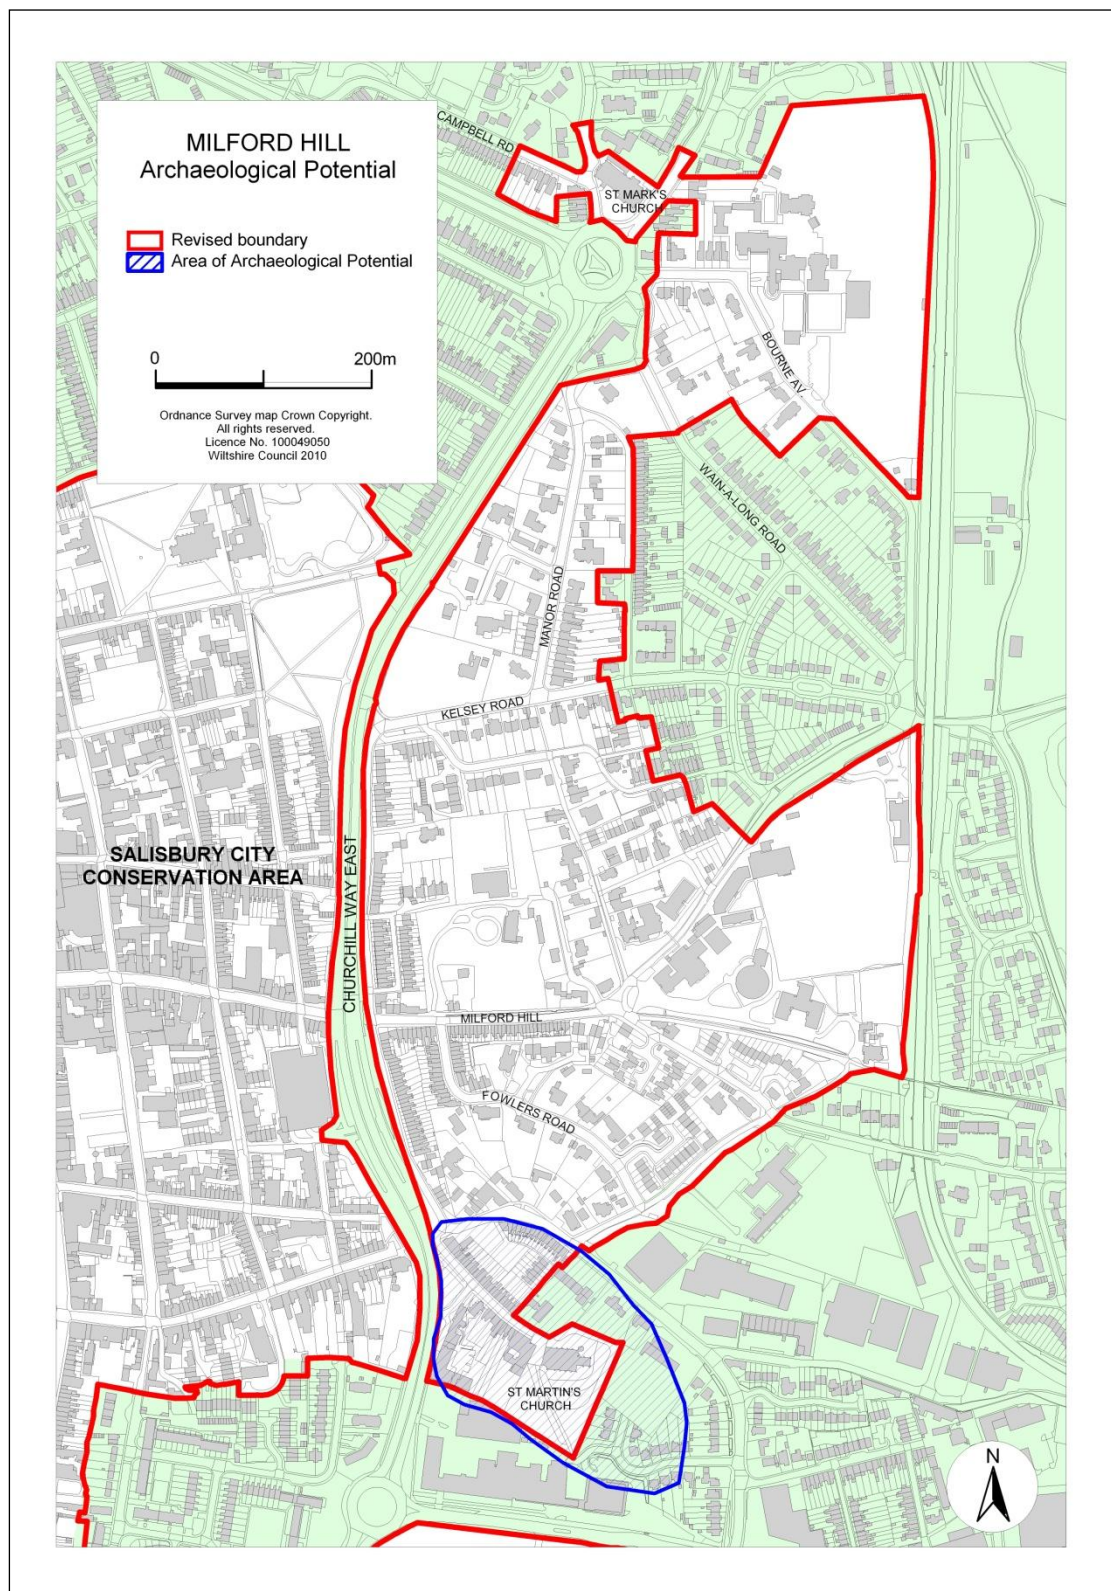 MILFORD HILL
Archaeological Potential
Revised boundary
Area of Archaeological Potential
0 200m
Ordnance Survey map Crown Copyright.
All rights reserved.
Licence No. 100049050
Wiltshire Council 2010
CAMPBELL RD
ST MARK'S
CHURCH
BOURNE AV.
WAIN-A-LONG ROAD
MANOR ROAD
KELSEY ROAD
SALISBURY CITY
CONSERVATION AREA
CHURCHILL WAY EAST
MILFORD HILL
FOWLERS ROAD
ST MARTIN'S
CHURCH
N